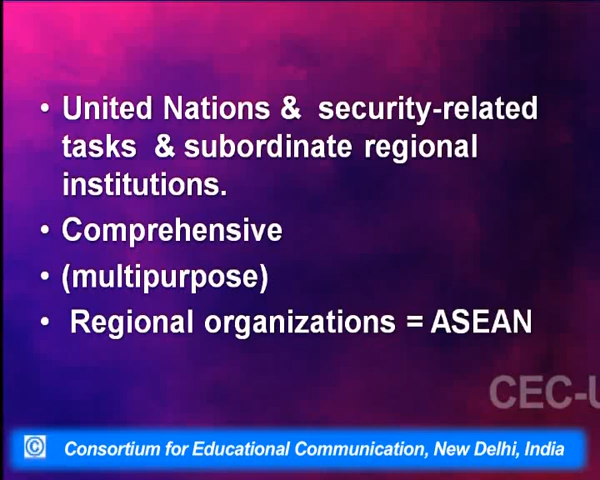 • United Nations & security-related
tasks & subordinate regional
institutions.
• Comprehensive
• (multipurpose)
• Regional organizations = ASEAN
CEC-U
© Consortium for Educational Communication, New Delhi, India